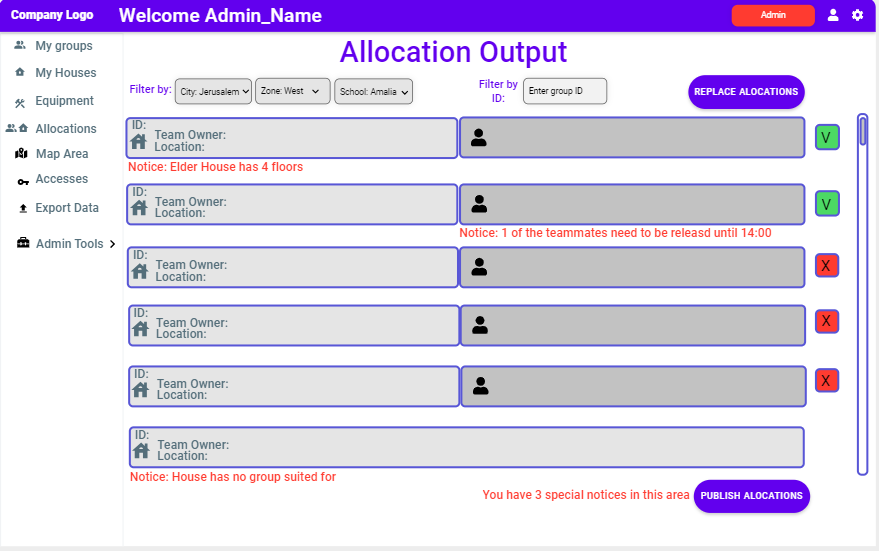 Company Logo
Welcome Admin_Name
Admin
My groups
My Houses
Equipment
Allocations
Map Area
Accesses
Export Data
Admin Tools
Allocation Output
Filter by:
City: Jerusalem
Zone: West
School: Amalia
Filter by
ID:
Enter group ID
REPLACE ALOCATIONS
ID:
Team Owner:
Location:
V
Notice: Elder House has 4 floors
ID:
Team Owner:
Location:
V
Notice: 1 of the teammates need to be releasd until 14:00
ID:
Team Owner:
Location:
X
ID:
Team Owner:
Location:
X
ID:
Team Owner:
Location:
X
ID:
Team Owner:
Location:
Notice: House has no group suited for
You have 3 special notices in this area
PUBLISH ALOCATIONS